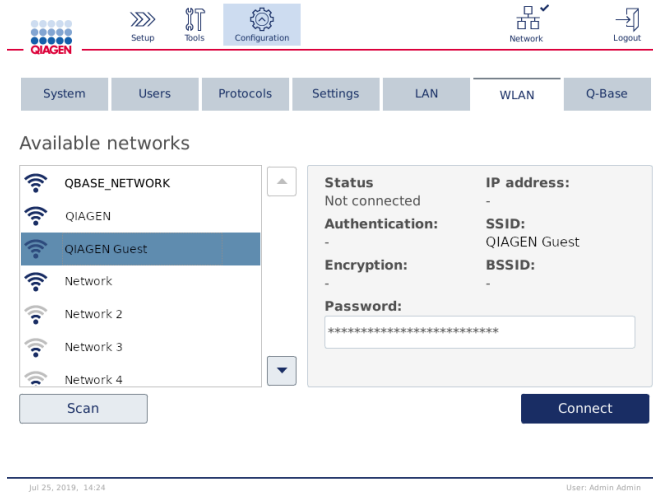 QIAGEN
Setup
Tools
Configuration
Network
Logout
System
Users
Protocols
Settings
LAN
WLAN
Q-Base
Available networks
QBASE_NETWORK
QIAGEN
QIAGEN Guest
Network
Network 2
Network 3
Network 4
Scan
Status
Not connected
IP address:
-
Authentication:
-
SSID:
QIAGEN Guest
Encryption:
-
BSSID:
-
Password:
**************************
Connect
Jul 25, 2019, 14:24
User: Admin Admin